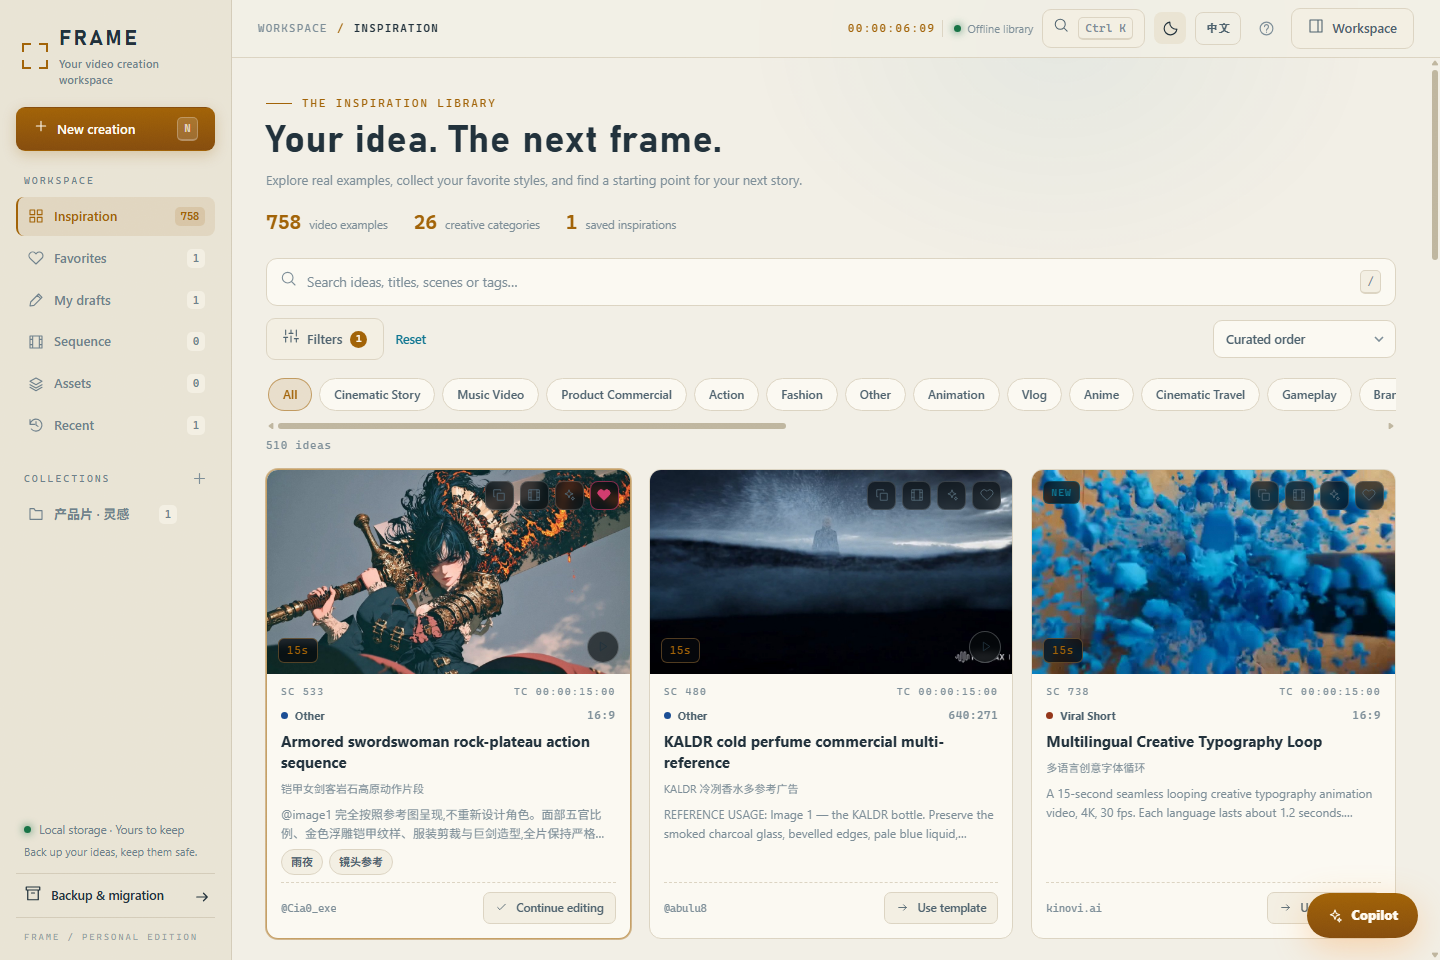 FRAME
Your video creation
workspace
New creation
N
WORKSPACE
Inspiration
758
Favorites
1
My drafts
1
Sequence
0
Assets
0
Recent
1
COLLECTIONS
产品片 · 灵感
1
Local storage · Yours to keep
Back up your ideas, keep them safe.
Backup & migration
FRAME / PERSONAL EDITION
WORKSPACE / INSPIRATION
00:00:06:09
Offline library
Ctrl K
中文
Workspace
THE INSPIRATION LIBRARY
Your idea. The next frame.
Explore real examples, collect your favorite styles, and find a starting point for your next story.
758 video examples
26 creative categories
1 saved inspirations
Search ideas, titles, scenes or tags...
/
Filters 1
Reset
Curated order
All
Cinematic Story
Music Video
Product Commercial
Action
Fashion
Other
Animation
Vlog
Anime
Cinematic Travel
Gameplay
510 ideas
15s
SC 533
TC 00:00:15:00
Other
16:9
Armored swordswoman rock-plateau action
sequence
铠甲女剑客岩石高原动作片段
@image1 完全按照参考图呈现,不重新设计角色。面部五官比
例、金色浮雕铠甲纹样、服装剪裁与巨剑造型,全片保持严格...
雨夜
镜头参考
@Cia0_exe
Continue editing
15s
SC 480
TC 00:00:15:00
Other
640:271
KALDR cold perfume commercial multi-
reference
KALDR 冷冽香水多参考广告
REFERENCE USAGE: Image 1 — the KALDR bottle. Preserve the
smoked charcoal glass, bevelled edges, pale blue liquid,...
@abulu8
Use template
NEW
15s
SC 738
TC 00:00:15:00
Viral Short
16:9
Multilingual Creative Typography Loop
多语言创意字体循环
A 15-second seamless looping creative typography animation
video, 4K, 30 fps. Each language lasts about 1.2 seconds....
kinovi.ai
Copilot